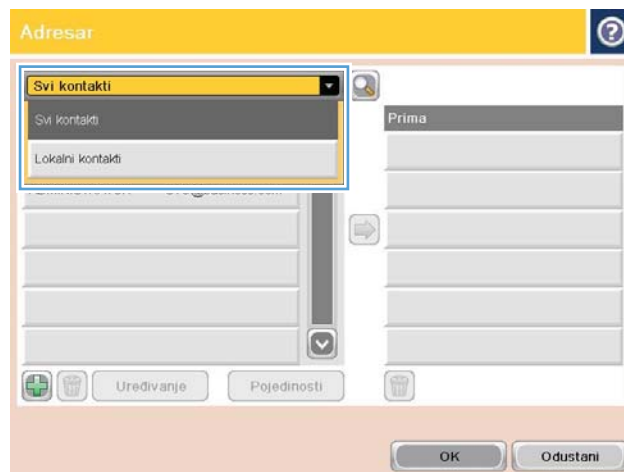 Adresar
Svi kontakti
Svi kontakti
Prima
Lokalni kontakti
Uređivanje
Pojedinosti
OK
Odustani